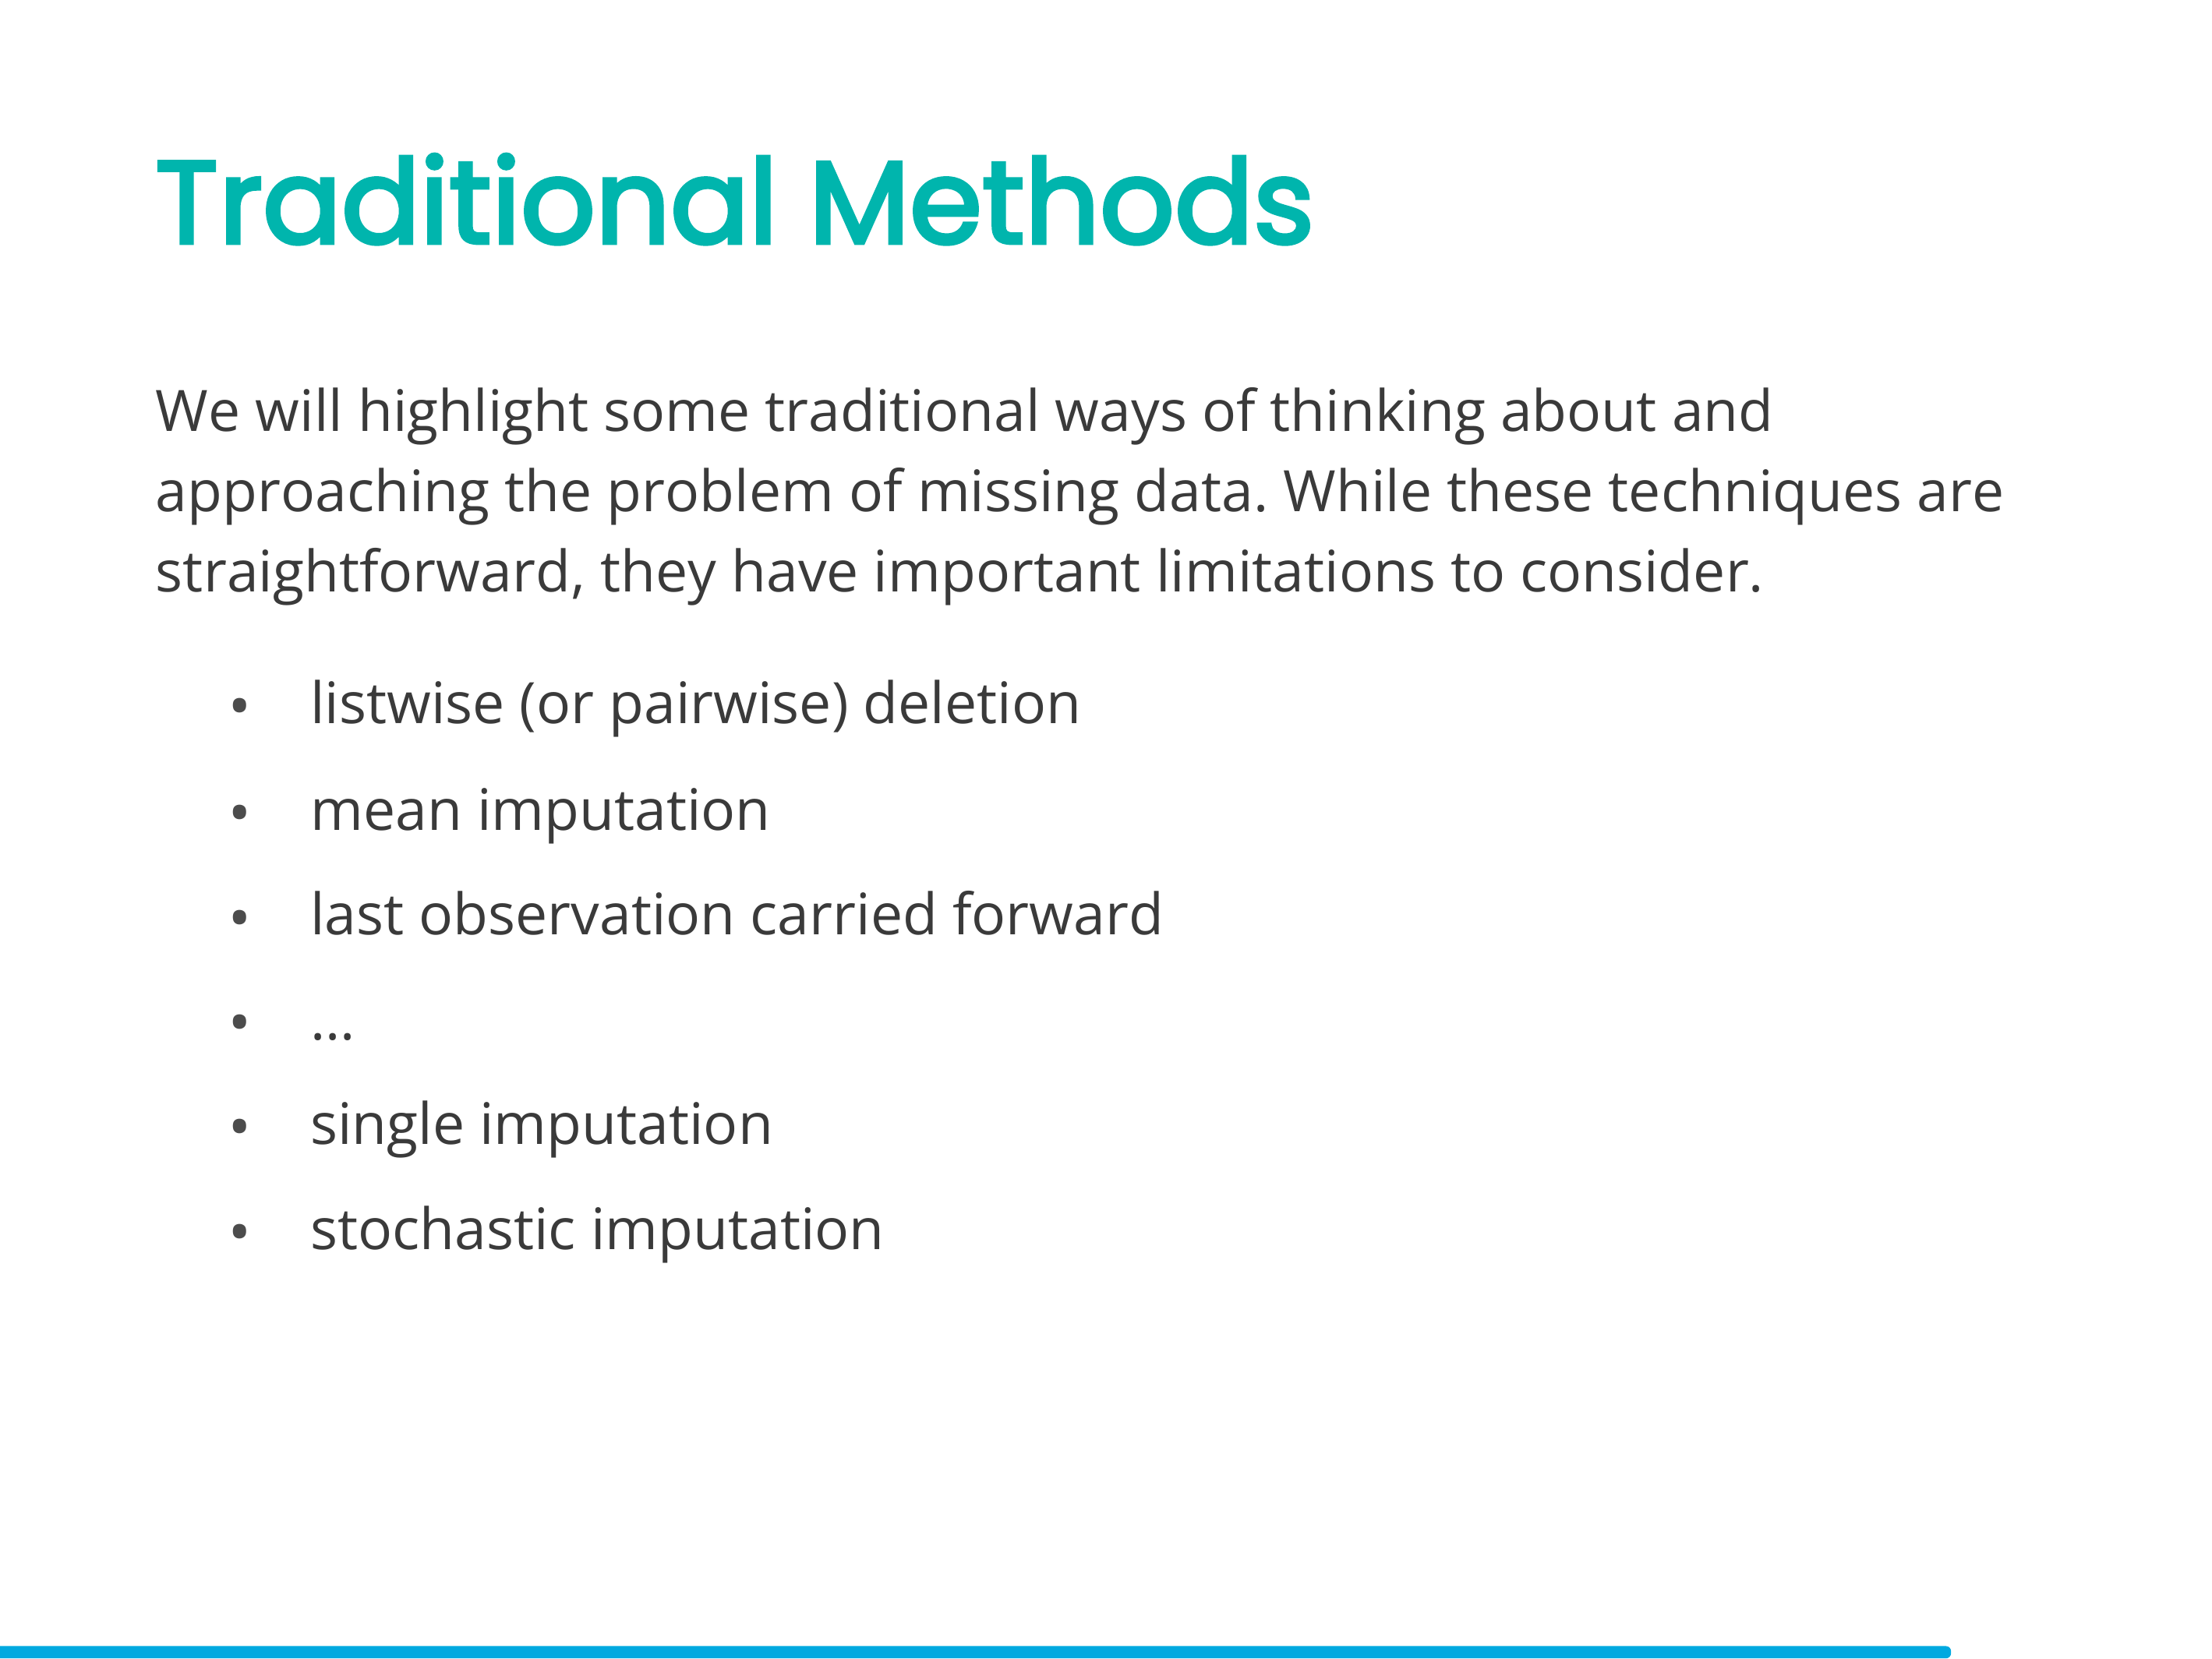 Traditional Methods
We will highlight some traditional ways of thinking about and
approaching the problem of missing data. While these techniques are
straightforward, they have important limitations to consider.
• listwise (or pairwise) deletion
• mean imputation
• last observation carried forward
• ...
• single imputation
• stochastic imputation